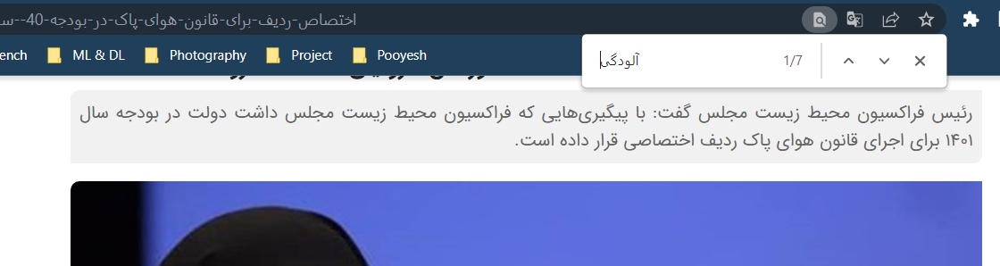 اختصاص-ردیف-برای-قانون-هوای-پاک-در-بودجه-40--س
ench
ML & DL
Photography
Project
Pooyesh
آلودگی
1/7
رئیس فراکسیون محیط زیست مجلس گفت: با پیگیری‌هایی که فراکسیون محیط زیست مجلس داشت دولت در بودجه سال
۱۴۰۱ برای اجرای قانون هوای پاک ردیف اختصاصی قرار داده است.